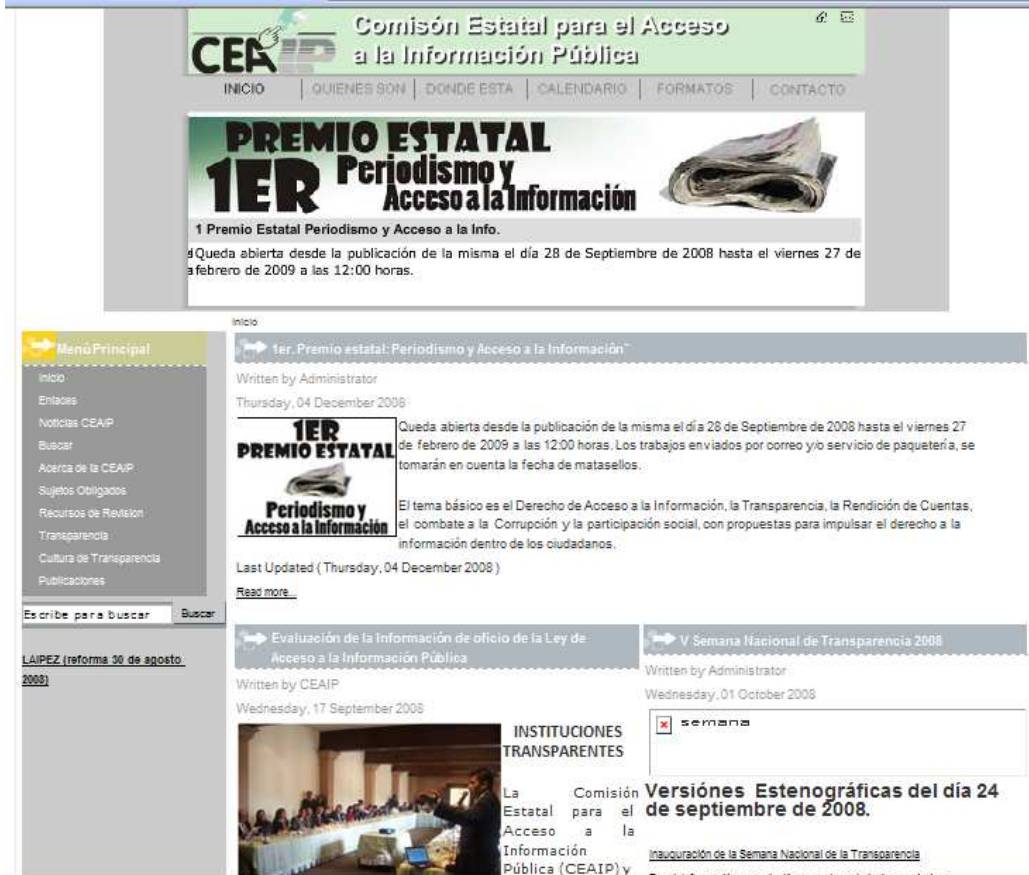 CEAIP
Comisón Estatal para el Acceso
a la Información Pública
INICIO | QUIENES SON | DONDE ESTA | CALENDARIO | FORMATOS | CONTACTO
PREMIO ESTATAL
1ER Periodismo y
Acceso a la Información
1 Premio Estatal Periodismo y Acceso a la Info.
Queda abierta desde la publicación de la misma el día 28 de Septiembre de 2008 hasta el viernes 27 de
febrero de 2009 a las 12:00 horas.
Inicio
Menú Principal
Inicio
Enlaces
Noticias CEAIP
Buscar
Acerca de la CEAIP
Sujetos Obligados
Recursos de Revision
Transparencia
Cultura de Transparencia
Publicaciones
Escribe para buscar Buscar
LAIPEZ (reforma 30 de agosto
2008)
1er. Premio estatal: Periodismo y Acceso a la Información"
Written by Administrator
Thursday, 04 December 2008
1ER
PREMIO ESTATAL
Periodismo y
Acceso a la Información
Queda abierta desde la publicación de la misma el día 28 de Septiembre de 2008 hasta el viernes 27
de febrero de 2009 a las 12:00 horas. Los trabajos enviados por correo y/o servicio de paquetería, se
tomarán en cuenta la fecha de matasellos.
El tema básico es el Derecho de Acceso a la Información, la Transparencia, la Rendición de Cuentas,
el combate a la Corrupción y la participación social, con propuestas para impulsar el derecho a la
información dentro de los ciudadanos.
Last Updated ( Thursday, 04 December 2008 )
Read more...
Evaluación de la Información de oficio de la Ley de
Acceso a la Información Pública
Written by CEAIP
Wednesday, 17 September 2008
INSTITUCIONES
TRANSPARENTES
La Comisión
Estatal para el
Acceso a la
Información
Pública (CEAIP) y
V Semana Nacional de Transparencia 2008
Written by Administrator
Wednesday, 01 October 2008
semana
Versiónes Estenográficas del día 24
de septiembre de 2008.
Inauguración de la Semana Nacional de la Transparencia